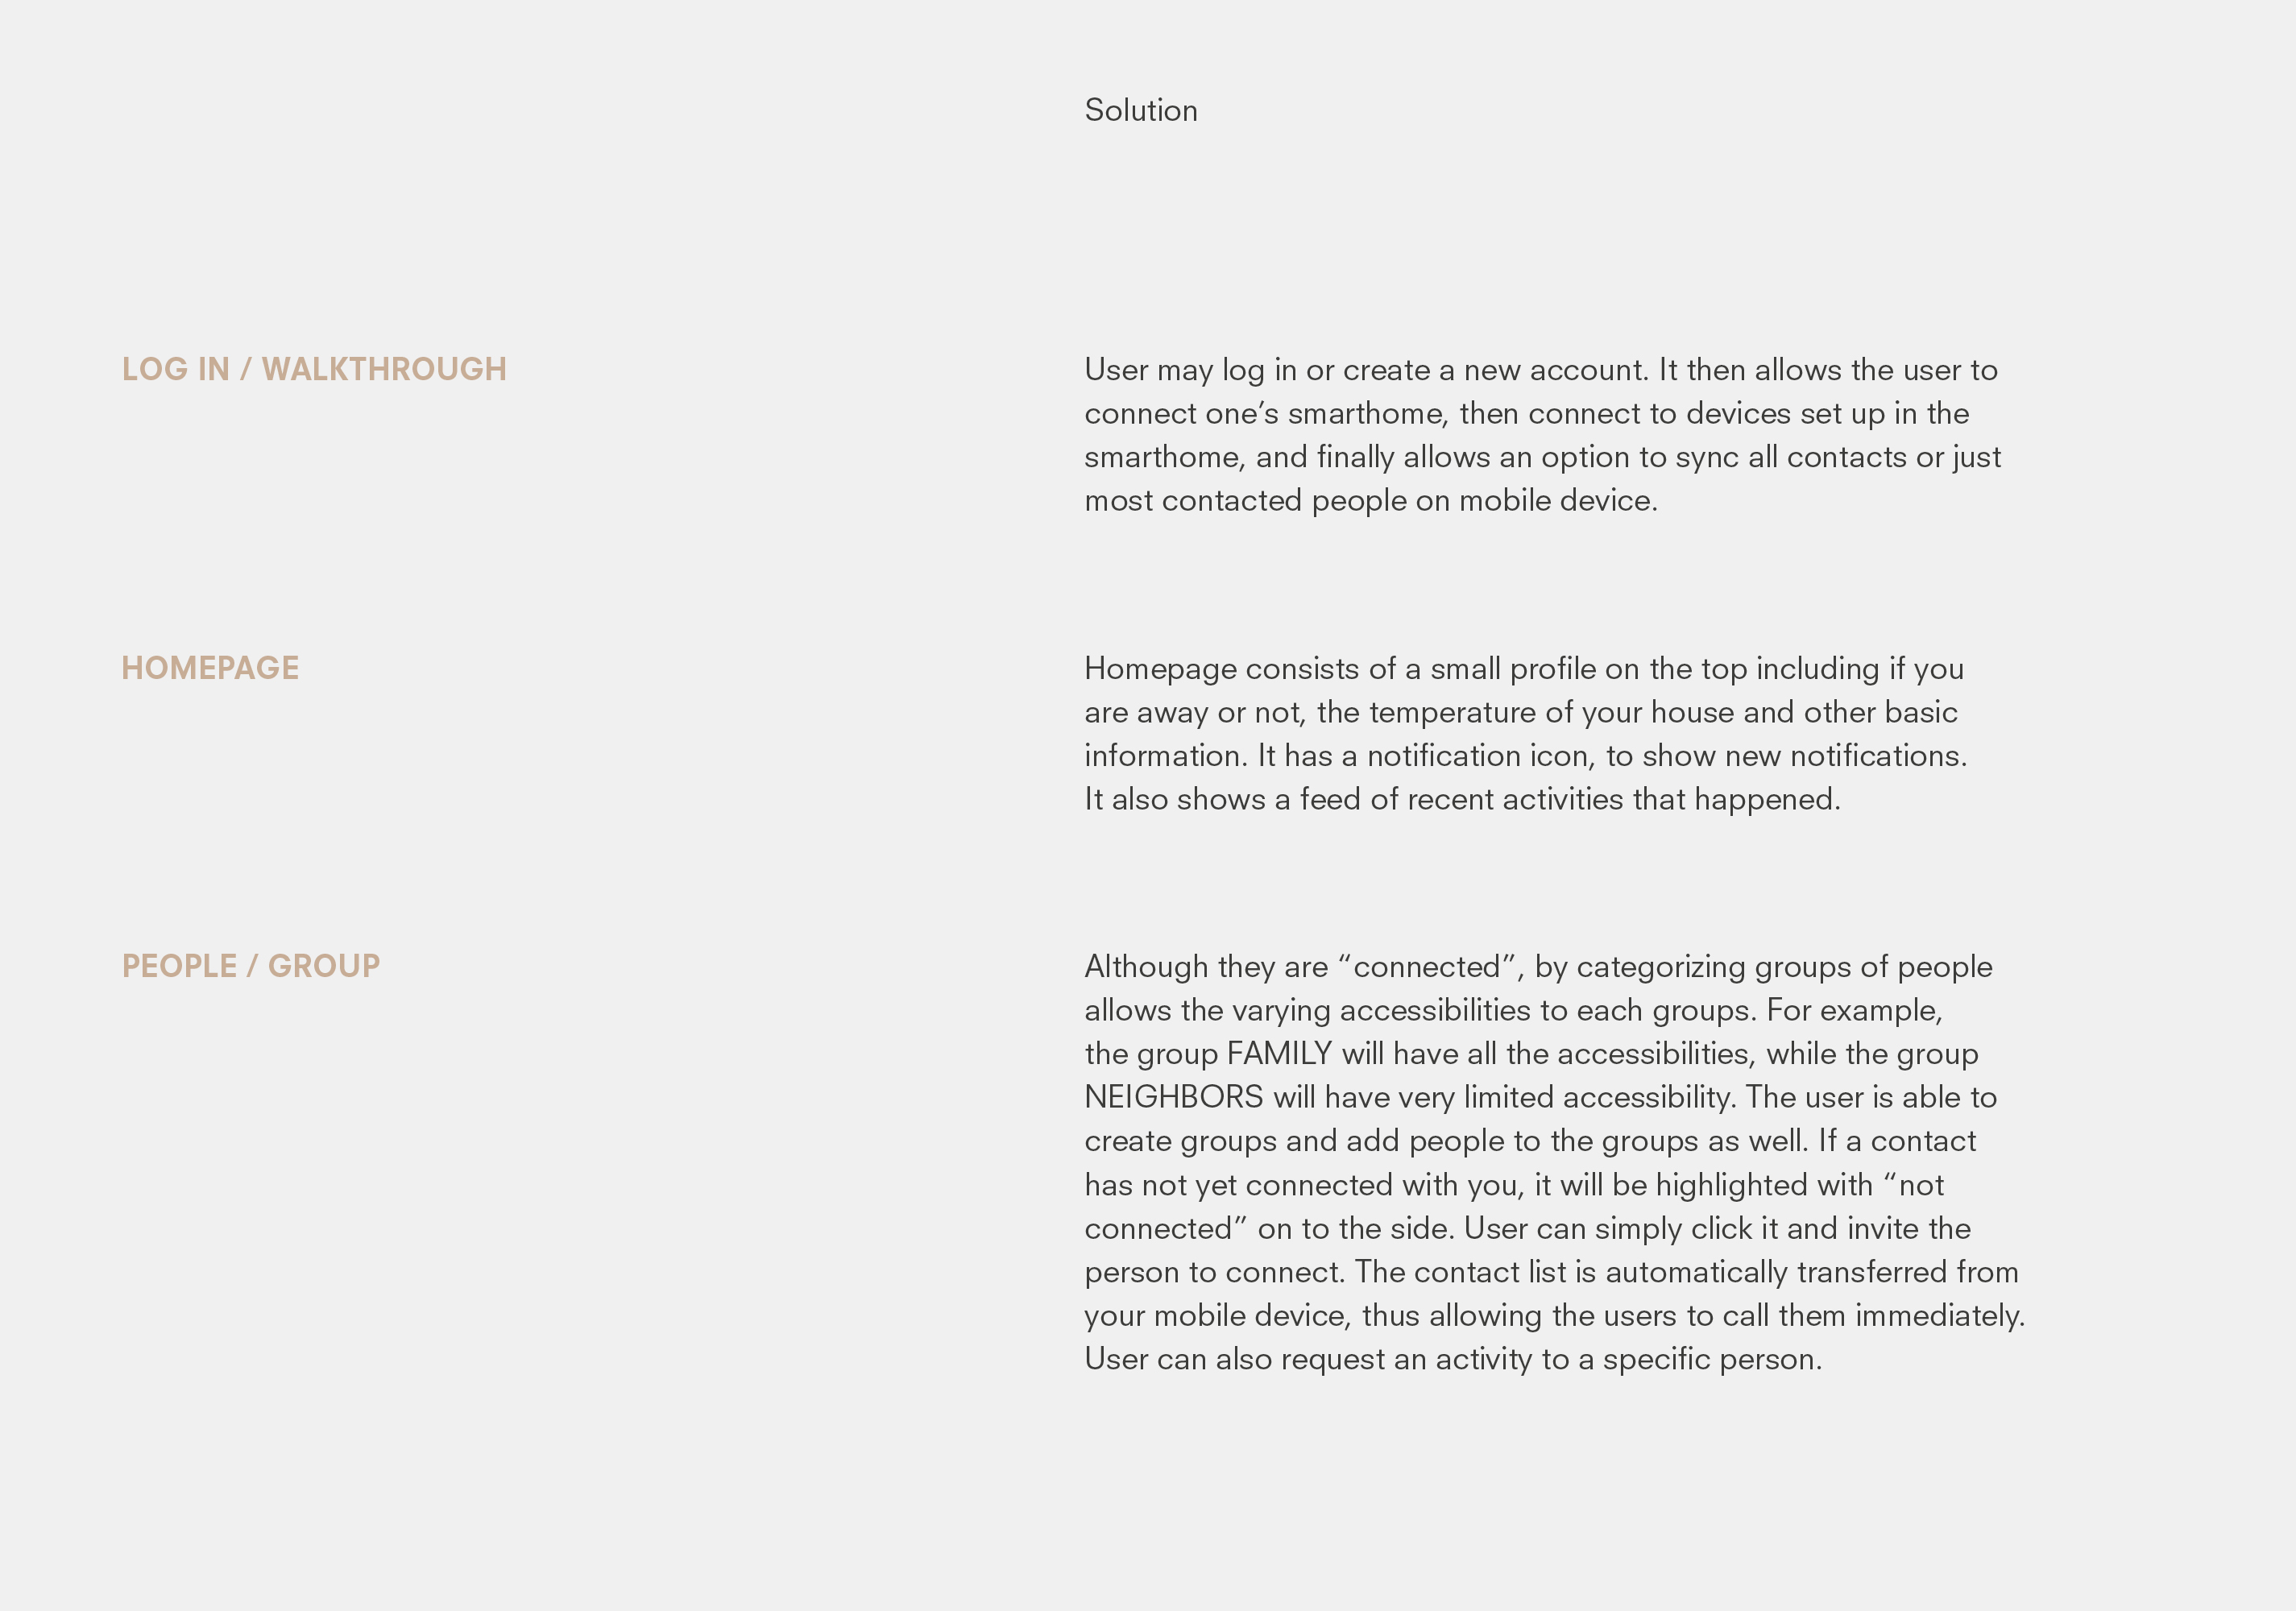 Solution
LOG IN / WALKTHROUGH
User may log in or create a new account. It then allows the user to
connect one’s smarthome, then connect to devices set up in the
smarthome, and finally allows an option to sync all contacts or just
most contacted people on mobile device.
HOMEPAGE
Homepage consists of a small profile on the top including if you
are away or not, the temperature of your house and other basic
information. It has a notification icon, to show new notifications.
It also shows a feed of recent activities that happened.
PEOPLE / GROUP
Although they are “connected”, by categorizing groups of people
allows the varying accessibilities to each groups. For example,
the group FAMILY will have all the accessibilities, while the group
NEIGHBORS will have very limited accessibility. The user is able to
create groups and add people to the groups as well. If a contact
has not yet connected with you, it will be highlighted with “not
connected” on to the side. User can simply click it and invite the
person to connect. The contact list is automatically transferred from
your mobile device, thus allowing the users to call them immediately.
User can also request an activity to a specific person.